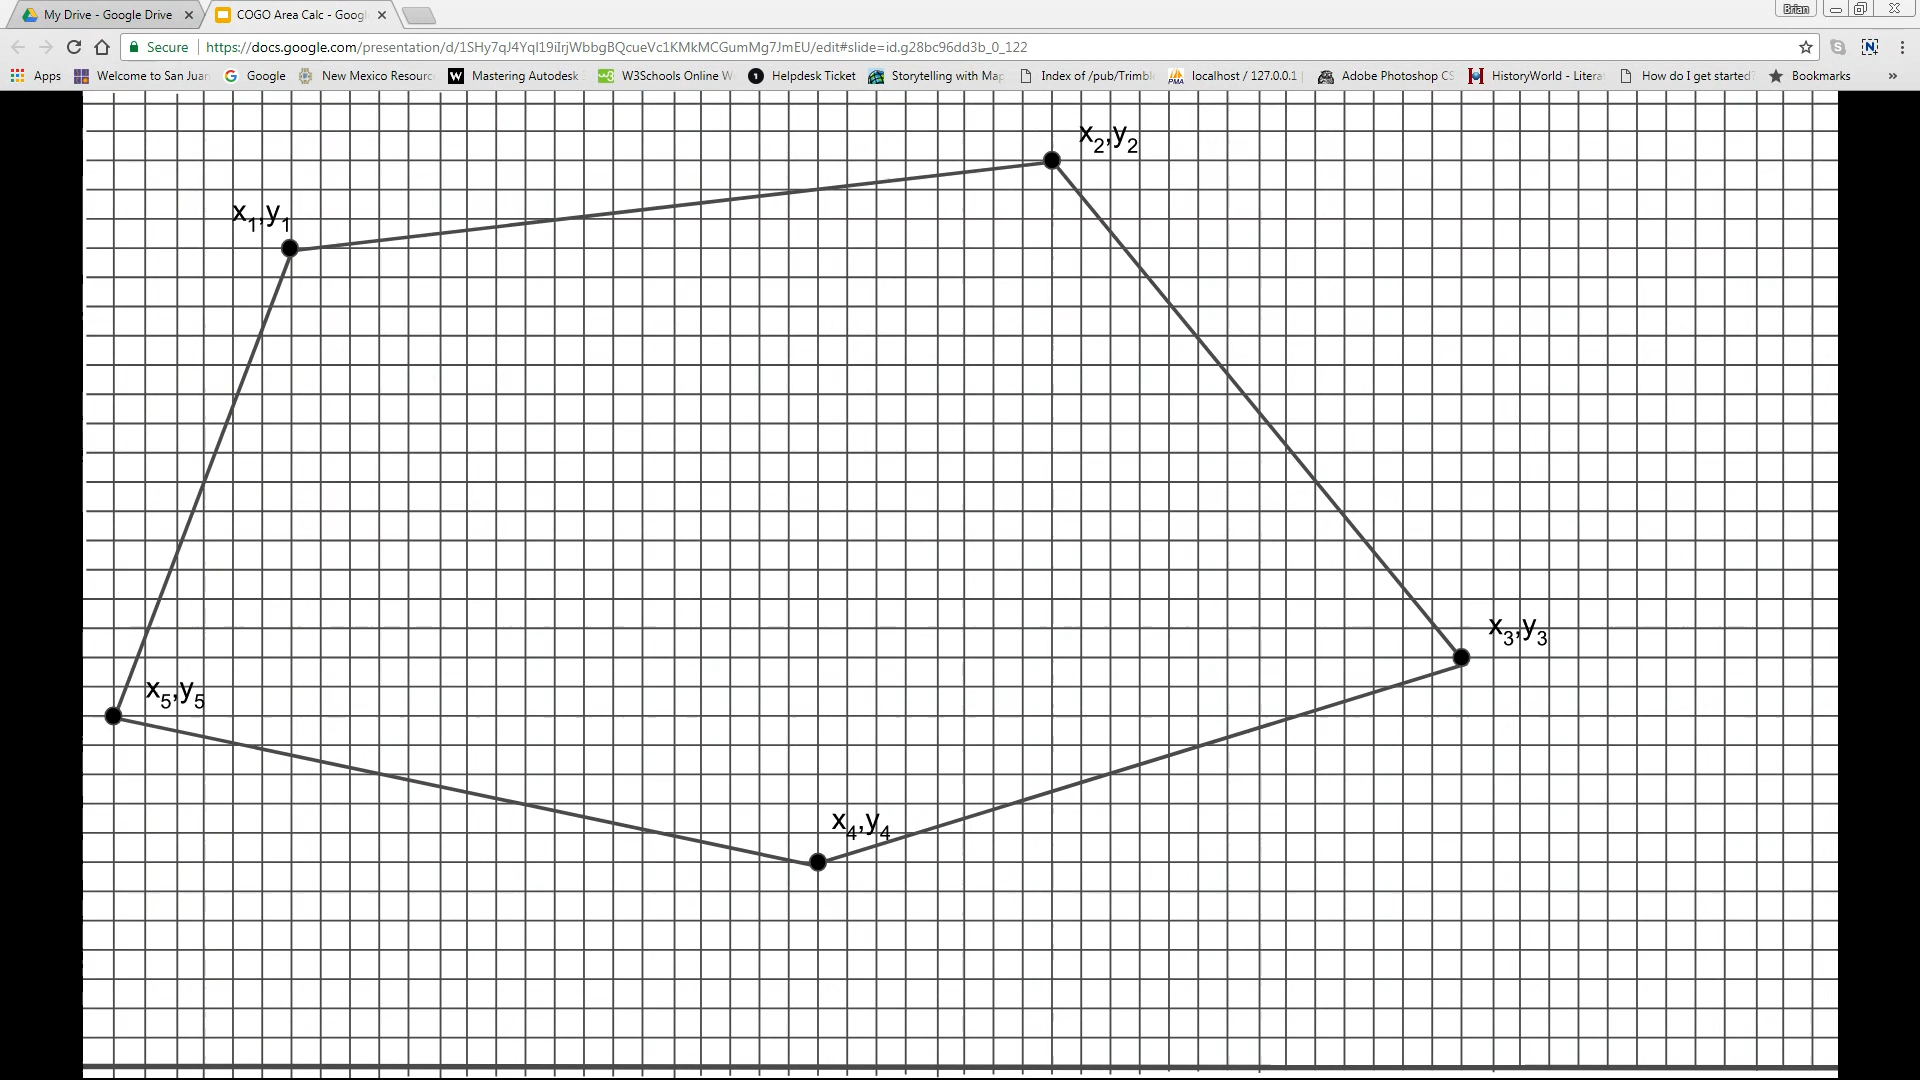 My Drive - Google Drive
COGO Area Calc - Googl
Brian
Secure
https://docs.google.com/presentation/d/1SHy7qJ4Yql19iIrjWbbgBQcueVc1KMkMCGumMg7JmEU/edit#slide=id.g28bc96dd3b_0_122
Apps
Welcome to San Juan
Google
New Mexico Resourc
Mastering Autodesk
W3Schools Online W
Helpdesk Ticket
Storytelling with Map
Index of /pub/Trimbl
localhost / 127.0.0.1
Adobe Photoshop CS
HistoryWorld - Litera
How do I get started
Bookmarks
x2,y2
x1,y1
x3,y3
x5,y5
x4,y4